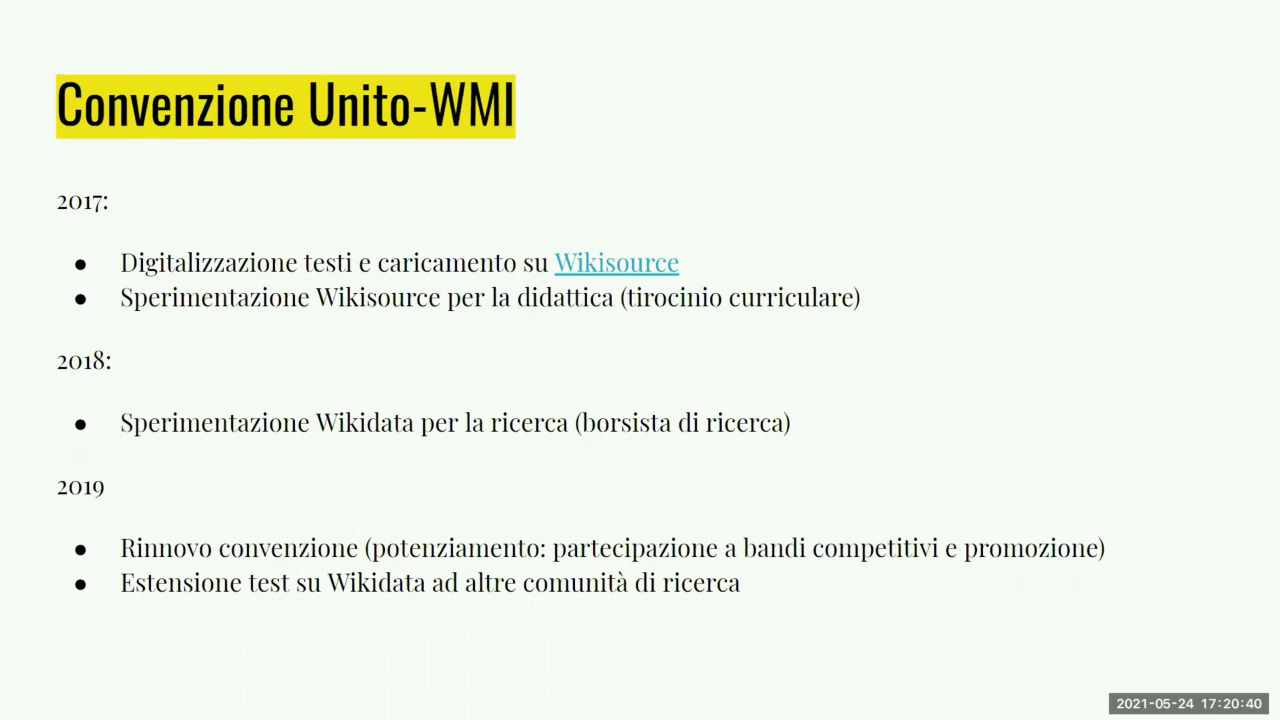 Convenzione Unito-WMI
2017:
● Digitalizzazione testi e caricamento su Wikisource
● Sperimentazione Wikisource per la didattica (tirocinio curriculare)
2018:
● Sperimentazione Wikidata per la ricerca (borsista di ricerca)
2019
● Rinnovo convenzione (potenziamento: partecipazione a bandi competitivi e promozione)
● Estensione test su Wikidata ad altre comunità di ricerca
2021-05-24 17:20:40